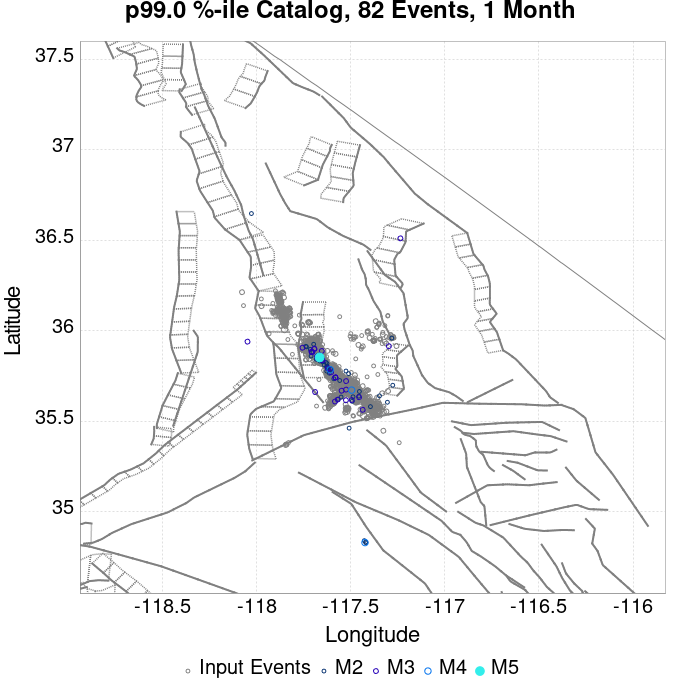 p99.0 %-ile Catalog, 82 Events, 1 Month
37.5
37
36.5
36
35.5
35
Latitude
-118.5 -118 -117.5 -117 -116.5 -116
Longitude
Input Events M2 M3 M4 M5